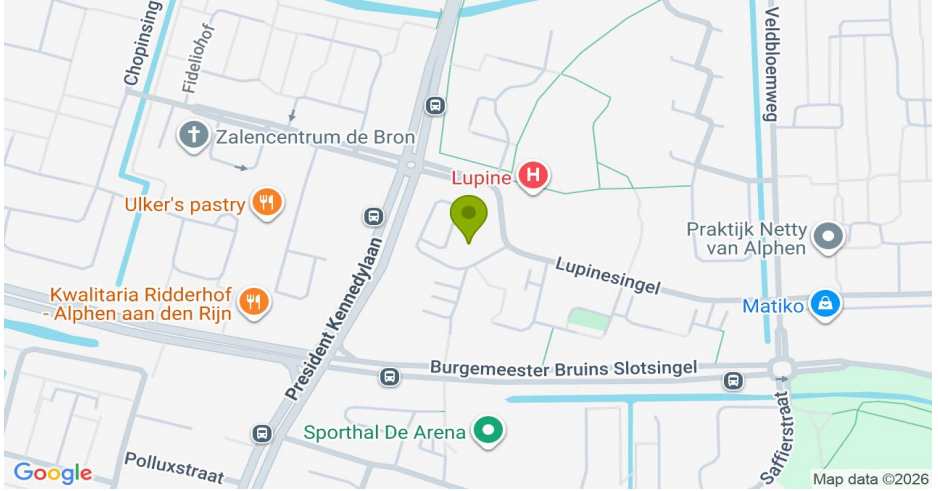 Chopinsing
Fideliohof
Veldbloemweg
Zalencentrum de Bron
Lupine
H
Ulker's pastry
Praktijk Netty
van Alphen
President Kennedylaan
Lupinesingel
Kwalitaria Ridderhof
- Alphen aan den Rijn
Matiko
Burgemeester Bruins Slotsingel
Saffierstraat
Sporthal De Arena
Polluxstraat
Google
Map data ©2026